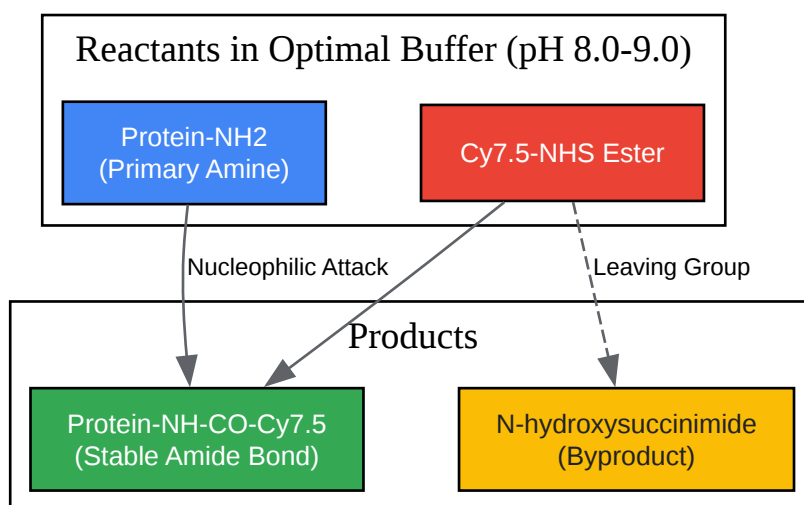 Reactants in Optimal Buffer (pH 8.0-9.0)
Protein-NH2
(Primary Amine)
Cy7.5-NHS Ester
Nucleophilic Attack
Leaving Group
Products
Protein-NH-CO-Cy7.5
(Stable Amide Bond)
N-hydroxysuccinimide
(Byproduct)